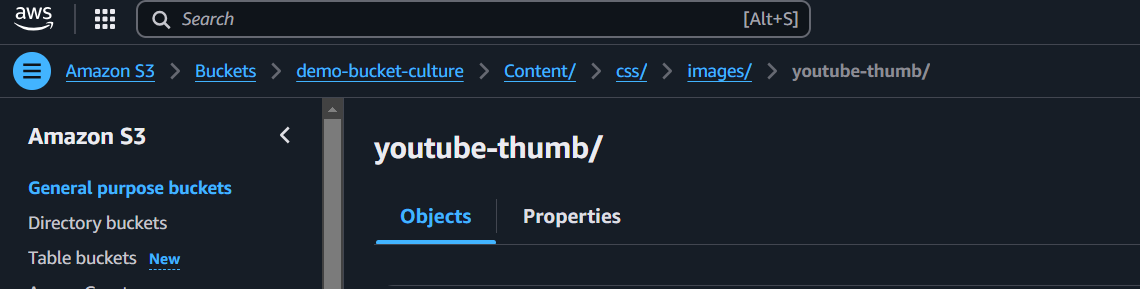 aws Search [Alt+S]
Amazon S3 > Buckets > demo-bucket-culture > Content/ > css/ > images/ > youtube-thumb/
Amazon S3
General purpose buckets
Directory buckets
Table buckets New
youtube-thumb/
Objects Properties